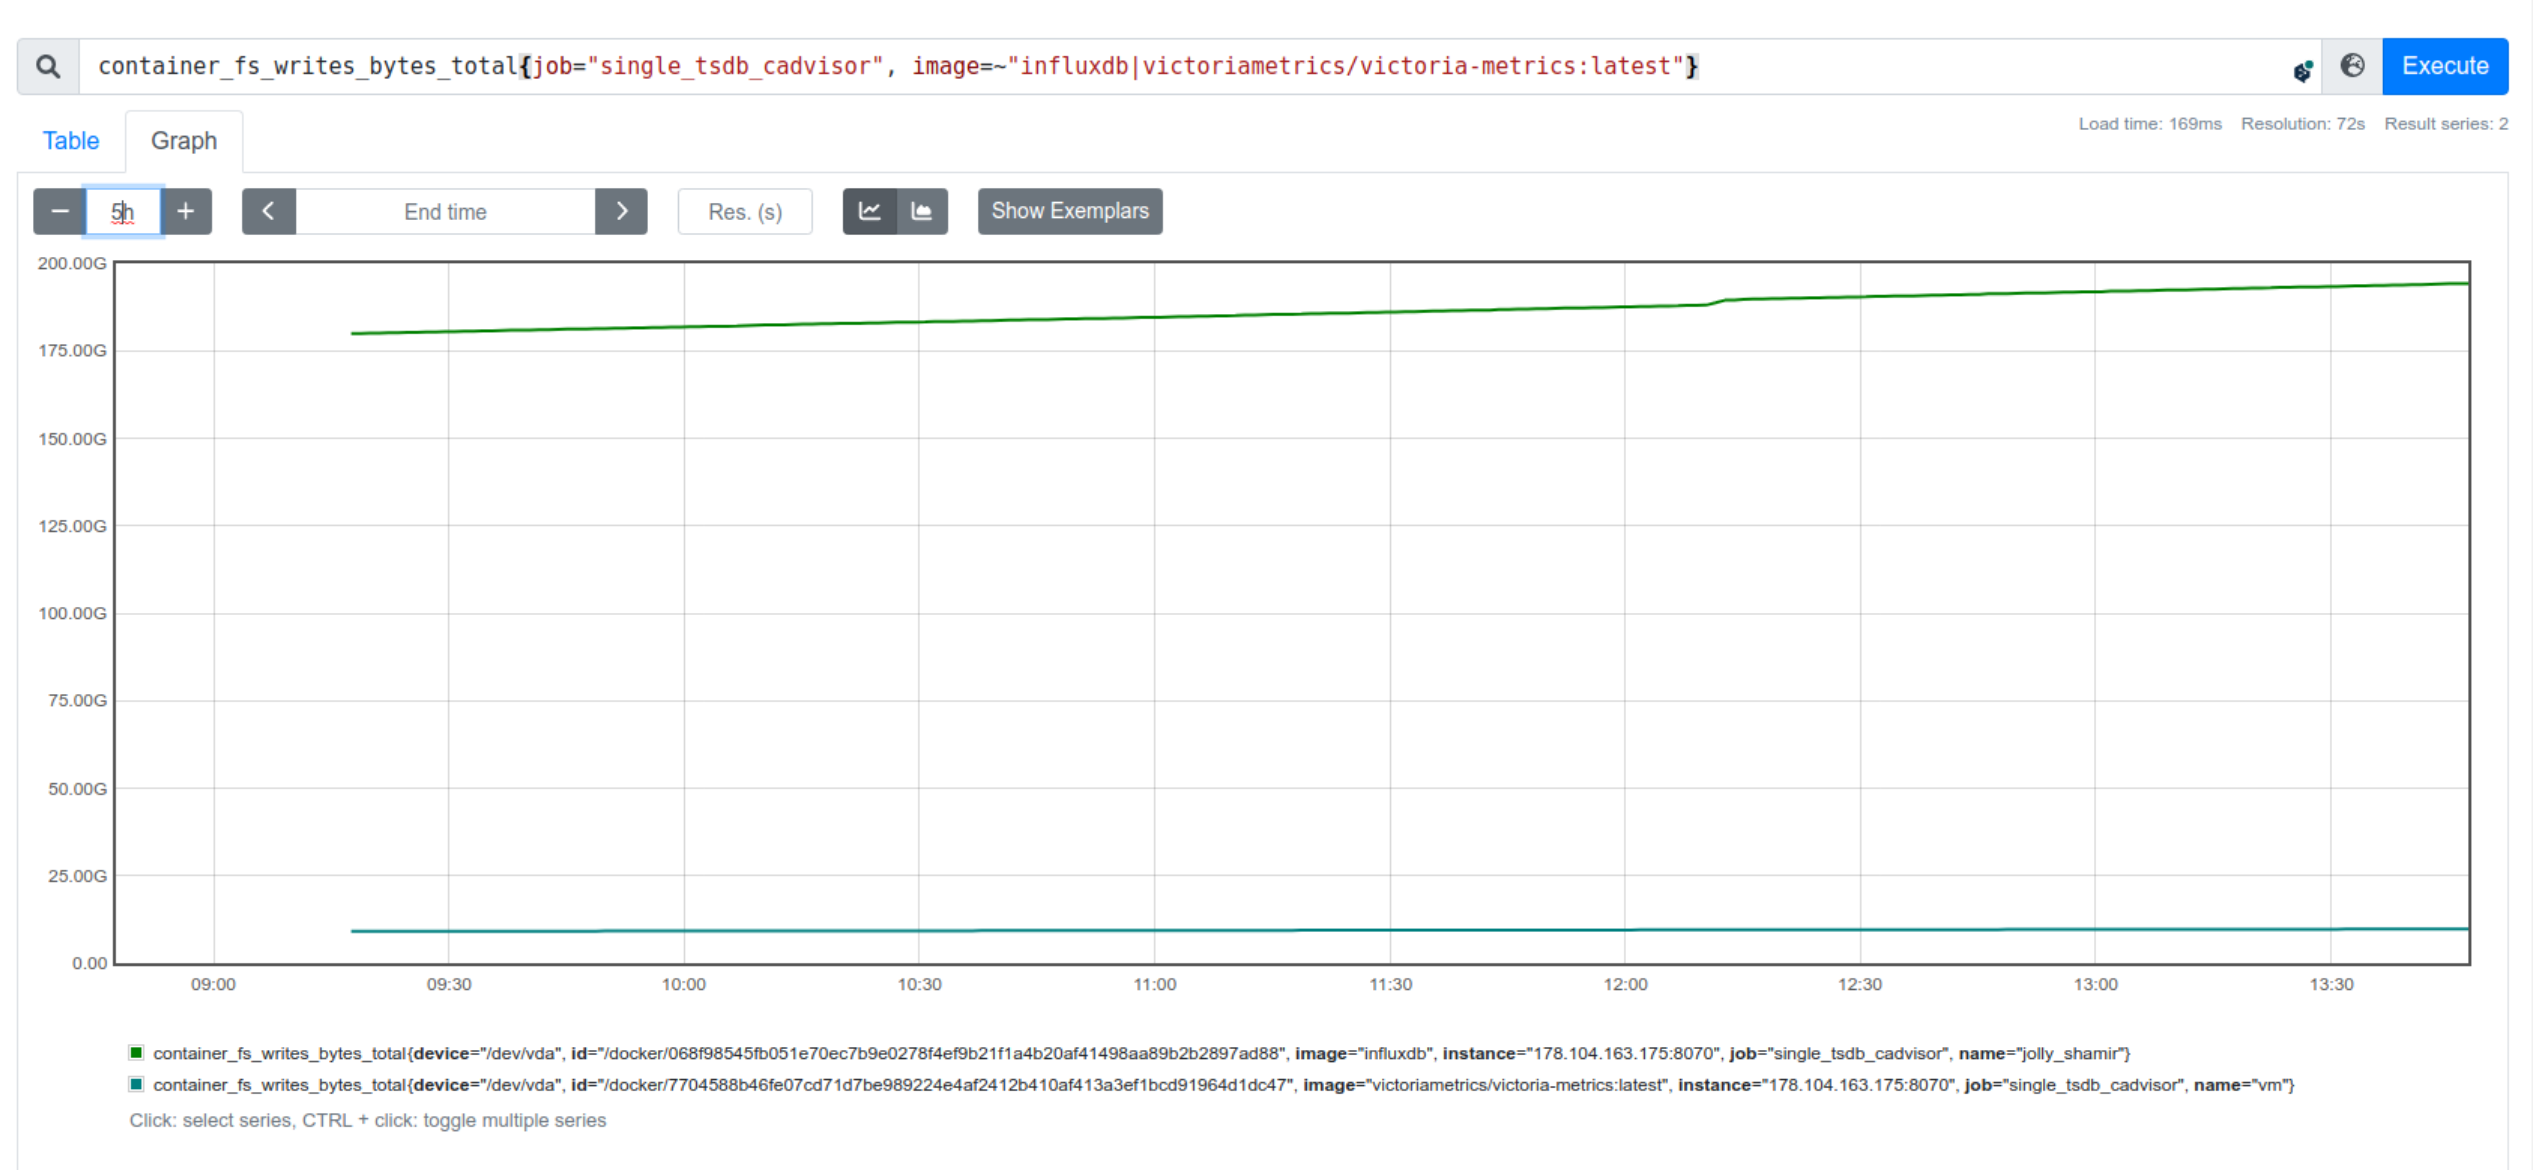 container_fs_writes_bytes_total{job="single_tsdb_cadvisor", image=~"influxdb|victoriametrics/victoria-metrics:latest"}
Execute
Table
Graph
Load time: 169ms Resolution: 72s Result series: 2
− 5h +
End time
Res. (s)
Show Exemplars
200.00G
175.00G
150.00G
125.00G
100.00G
75.00G
50.00G
25.00G
0.00
09:00 09:30 10:00 10:30 11:00 11:30 12:00 12:30 13:00 13:30
container_fs_writes_bytes_total{device="/dev/vda", id="/docker/068f98545fb051e70ec7b9e0278f4ef9b21f1a4b20af41498aa89b2b2897ad88", image="influxdb", instance="178.104.163.175:8070", job="single_tsdb_cadvisor", name="jolly_shamir"}
container_fs_writes_bytes_total{device="/dev/vda", id="/docker/7704588b46fe07cd71d7be989224e4af2412b410af413a3ef1bcd91964d1dc47", image="victoriametrics/victoria-metrics:latest", instance="178.104.163.175:8070", job="single_tsdb_cadvisor", name="vm"}
Click: select series, CTRL + click: toggle multiple series